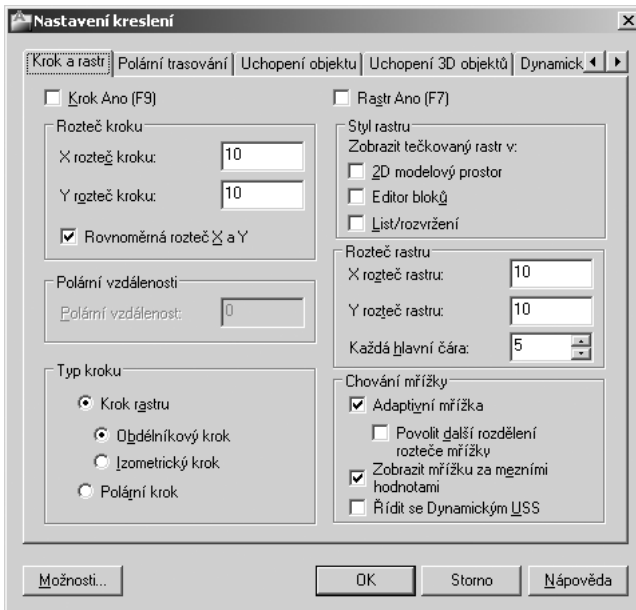 Nastavení kreslení
Krok a rastr
Polární trasování
Uchopení objektu
Uchopení 3D objektů
Dynamick
Krok Ano (F9)
Rozteč kroku
X rozteč kroku:
10
Y rozteč kroku:
10
Rovnoměrná rozteč X a Y
Polární vzdálenosti
Polární vzdálenost:
0
Typ kroku
Krok rastru
Obdélníkový krok
Izometrický krok
Polární krok
Rastr Ano (F7)
Styl rastru
Zobrazit tečkovaný rastr v:
2D modelový prostor
Editor bloků
List/rozvržení
Rozteč rastru
X rozteč rastru:
10
Y rozteč rastru:
10
Každá hlavní čára:
5
Chování mřížky
Adaptivní mřížka
Povolit další rozdělení
rozteče mřížky
Zobrazit mřížku za mezními
hodnotami
Řídit se Dynamickým USS
Možnosti...
OK
Storno
Nápověda